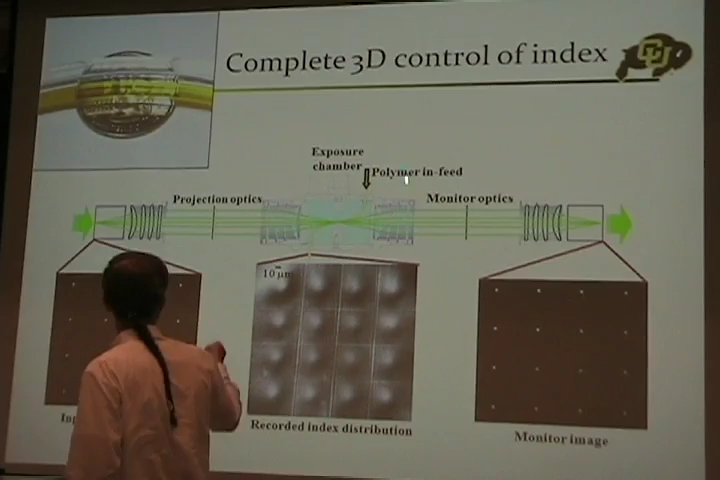 Complete 3D control of index
CU
Exposure
chamber
Polymer in-feed
Projection optics
Monitor optics
10 μm
Recorded index distribution
Monitor image